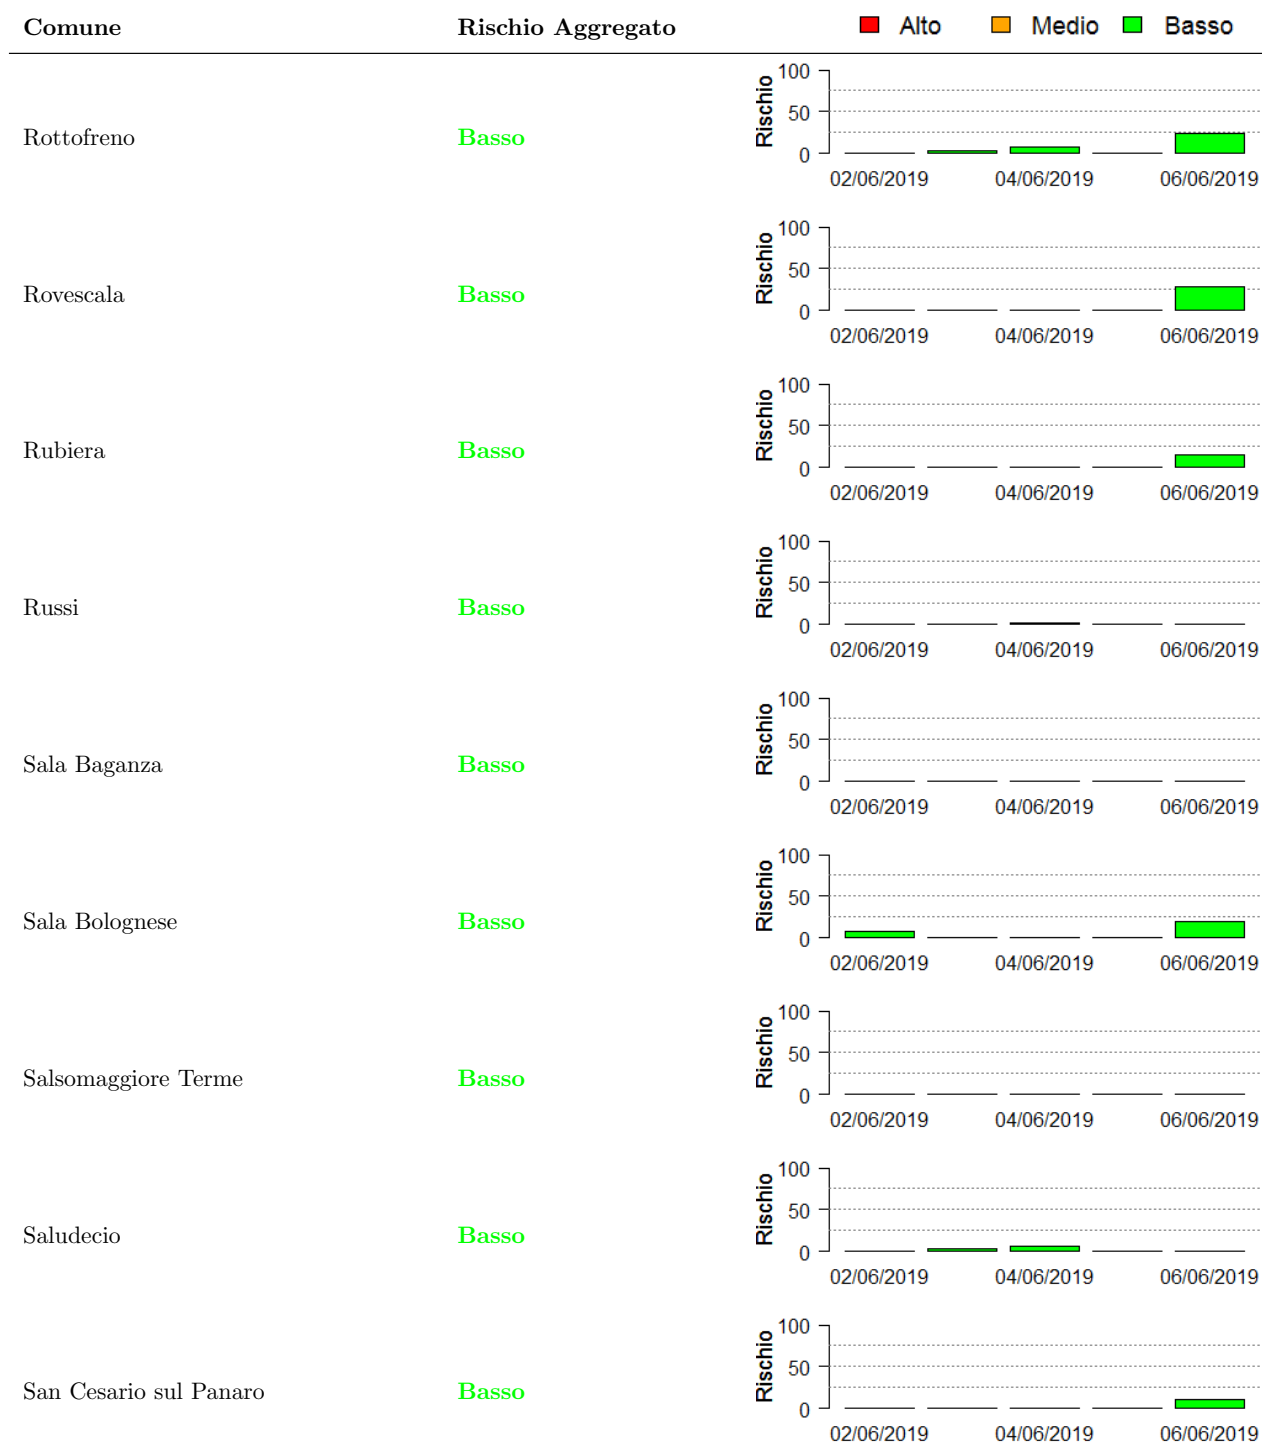 Comune Rischio Aggregato Alto Medio Basso
Rottofreno Basso Rischio 100 50 0
02/06/2019 04/06/2019 06/06/2019
Rovescala Basso Rischio 100 50 0
02/06/2019 04/06/2019 06/06/2019
Rubiera Basso Rischio 100 50 0
02/06/2019 04/06/2019 06/06/2019
Russi Basso Rischio 100 50 0
02/06/2019 04/06/2019 06/06/2019
Sala Baganza Basso Rischio 100 50 0
02/06/2019 04/06/2019 06/06/2019
Sala Bolognese Basso Rischio 100 50 0
02/06/2019 04/06/2019 06/06/2019
Salsomaggiore Terme Basso Rischio 100 50 0
02/06/2019 04/06/2019 06/06/2019
Saludecio Basso Rischio 100 50 0
02/06/2019 04/06/2019 06/06/2019
San Cesario sul Panaro Basso Rischio 100 50 0
02/06/2019 04/06/2019 06/06/2019